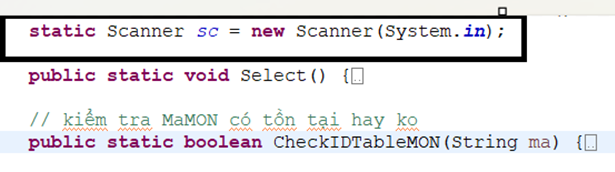 static Scanner sc = new Scanner(System.in);
public static void Select() {
// kiểm tra MaMON có tồn tại hay ko
public static boolean CheckIDTableMON(String ma) {